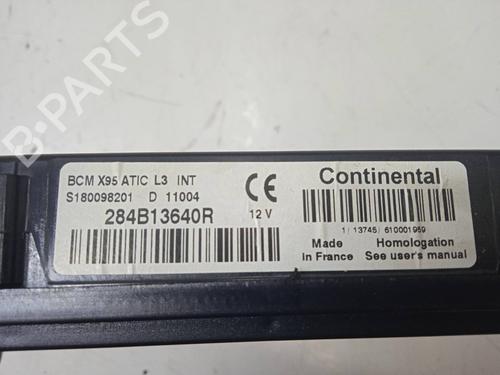 B-PARTS
BCM X95 ATIC L3 INT
S180098201 D 11004
284B13640R
12 V
CE
Continental
1/13745/610001969
Made in France
Homologation
See user's manual